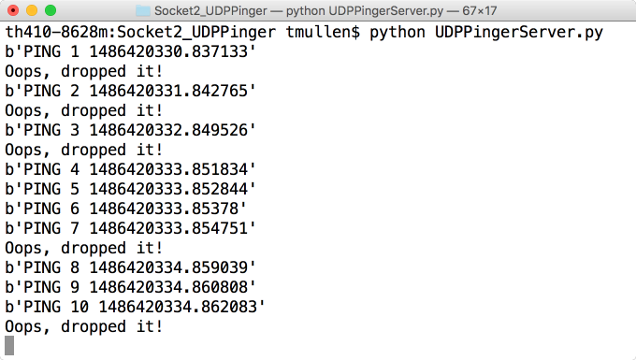 Socket2_UDPPinger — python UDPPingerServer.py — 67×17
th410-8628m:Socket2_UDPPinger tmullen$ python UDPPingerServer.py
b'PING 1 1486420330.837133'
Oops, dropped it!
b'PING 2 1486420331.842765'
Oops, dropped it!
b'PING 3 1486420332.849526'
Oops, dropped it!
b'PING 4 1486420333.851834'
b'PING 5 1486420333.852844'
b'PING 6 1486420333.85378'
b'PING 7 1486420333.854751'
Oops, dropped it!
b'PING 8 1486420334.859039'
b'PING 9 1486420334.860808'
b'PING 10 1486420334.862083'
Oops, dropped it!